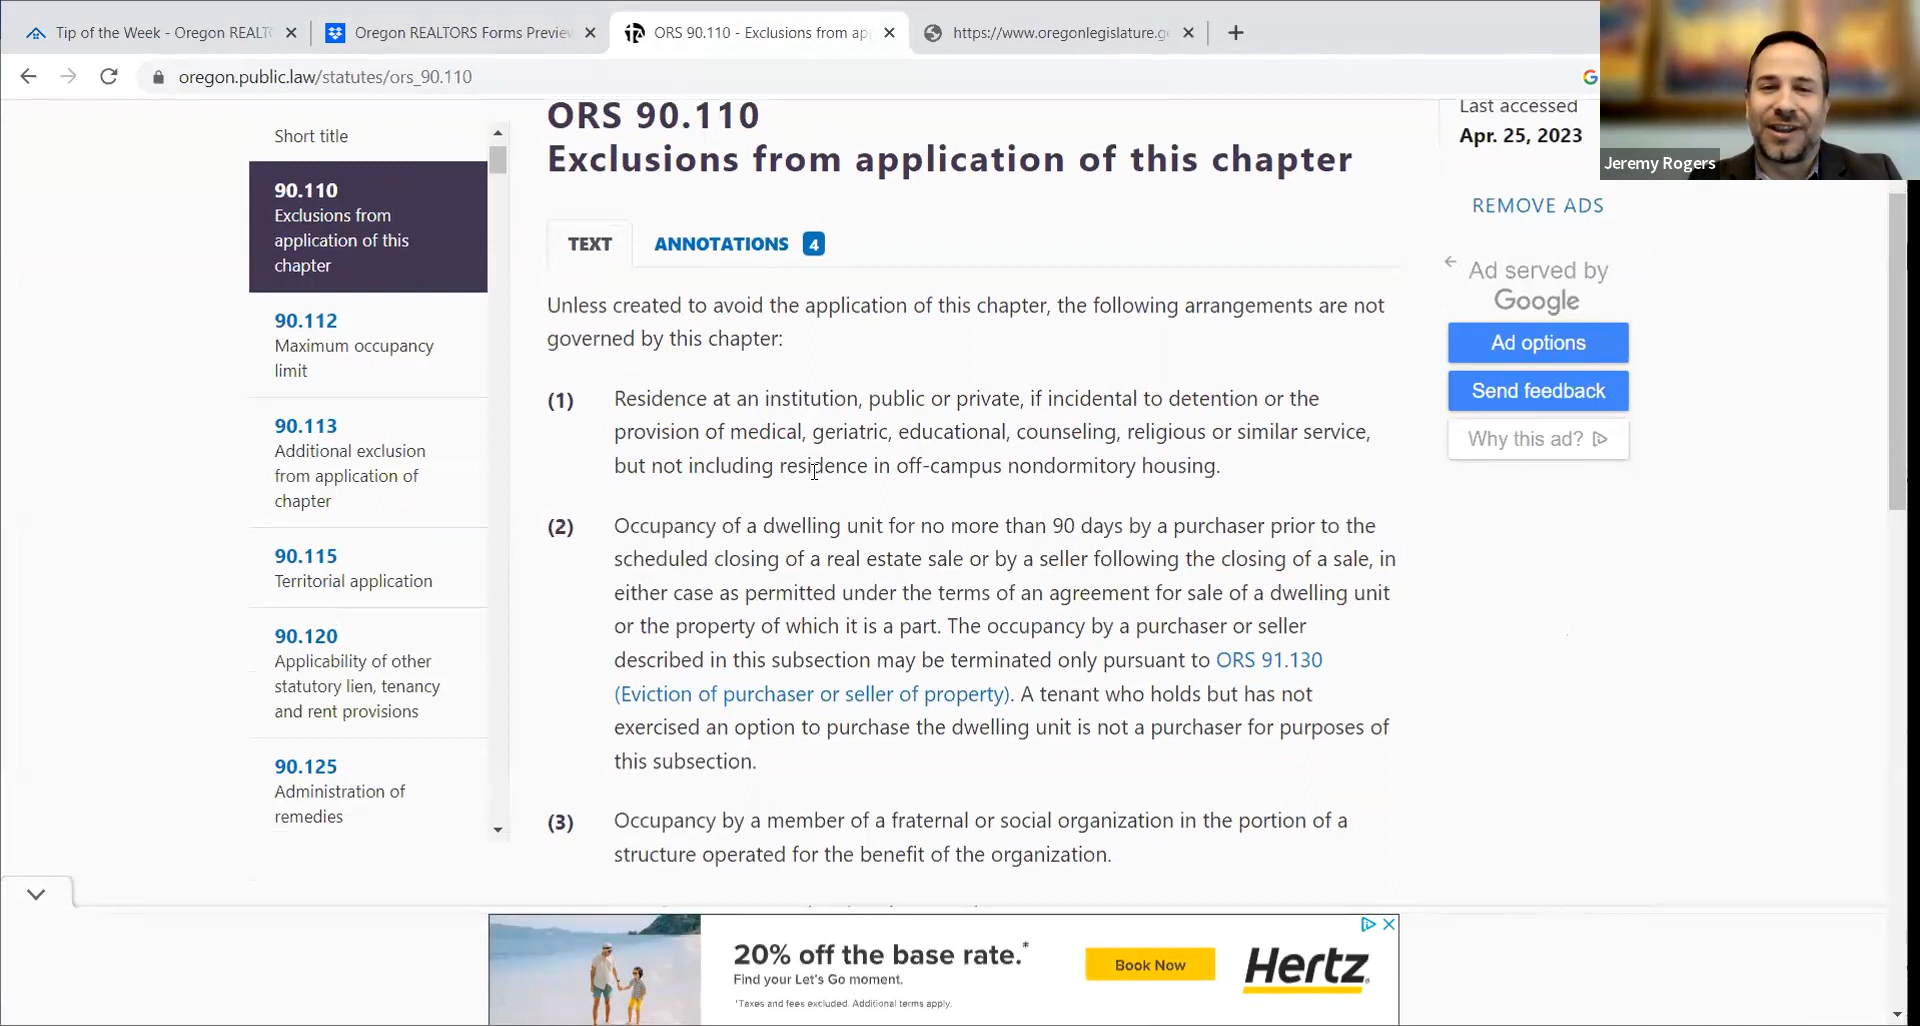 Tip of the Week - Oregon REALT
Oregon REALTORS Forms Preview
ORS 90.110 - Exclusions from ap
https://www.oregonlegislature.g
oregon.public.law/statutes/ors_90.110
Jeremy Rogers
Short title
90.110
Exclusions from
application of this
chapter
90.112
Maximum occupancy
limit
90.113
Additional exclusion
from application of
chapter
90.115
Territorial application
90.120
Applicability of other
statutory lien, tenancy
and rent provisions
90.125
Administration of
remedies
ORS 90.110
Exclusions from application of this chapter
TEXT
ANNOTATIONS 4
Unless created to avoid the application of this chapter, the following arrangements are not
governed by this chapter:
(1) Residence at an institution, public or private, if incidental to detention or the
provision of medical, geriatric, educational, counseling, religious or similar service,
but not including residence in off-campus nondormitory housing.
(2) Occupancy of a dwelling unit for no more than 90 days by a purchaser prior to the
scheduled closing of a real estate sale or by a seller following the closing of a sale, in
either case as permitted under the terms of an agreement for sale of a dwelling unit
or the property of which it is a part. The occupancy by a purchaser or seller
described in this subsection may be terminated only pursuant to ORS 91.130
(Eviction of purchaser or seller of property). A tenant who holds but has not
exercised an option to purchase the dwelling unit is not a purchaser for purposes of
this subsection.
(3) Occupancy by a member of a fraternal or social organization in the portion of a
structure operated for the benefit of the organization.
Last accessed
Apr. 25, 2023
REMOVE ADS
Ad served by
Google
Ad options
Send feedback
Why this ad?
20% off the base rate.*
Find your Let's Go moment.
*Taxes and fees excluded. Additional terms apply.
Book Now
Hertz